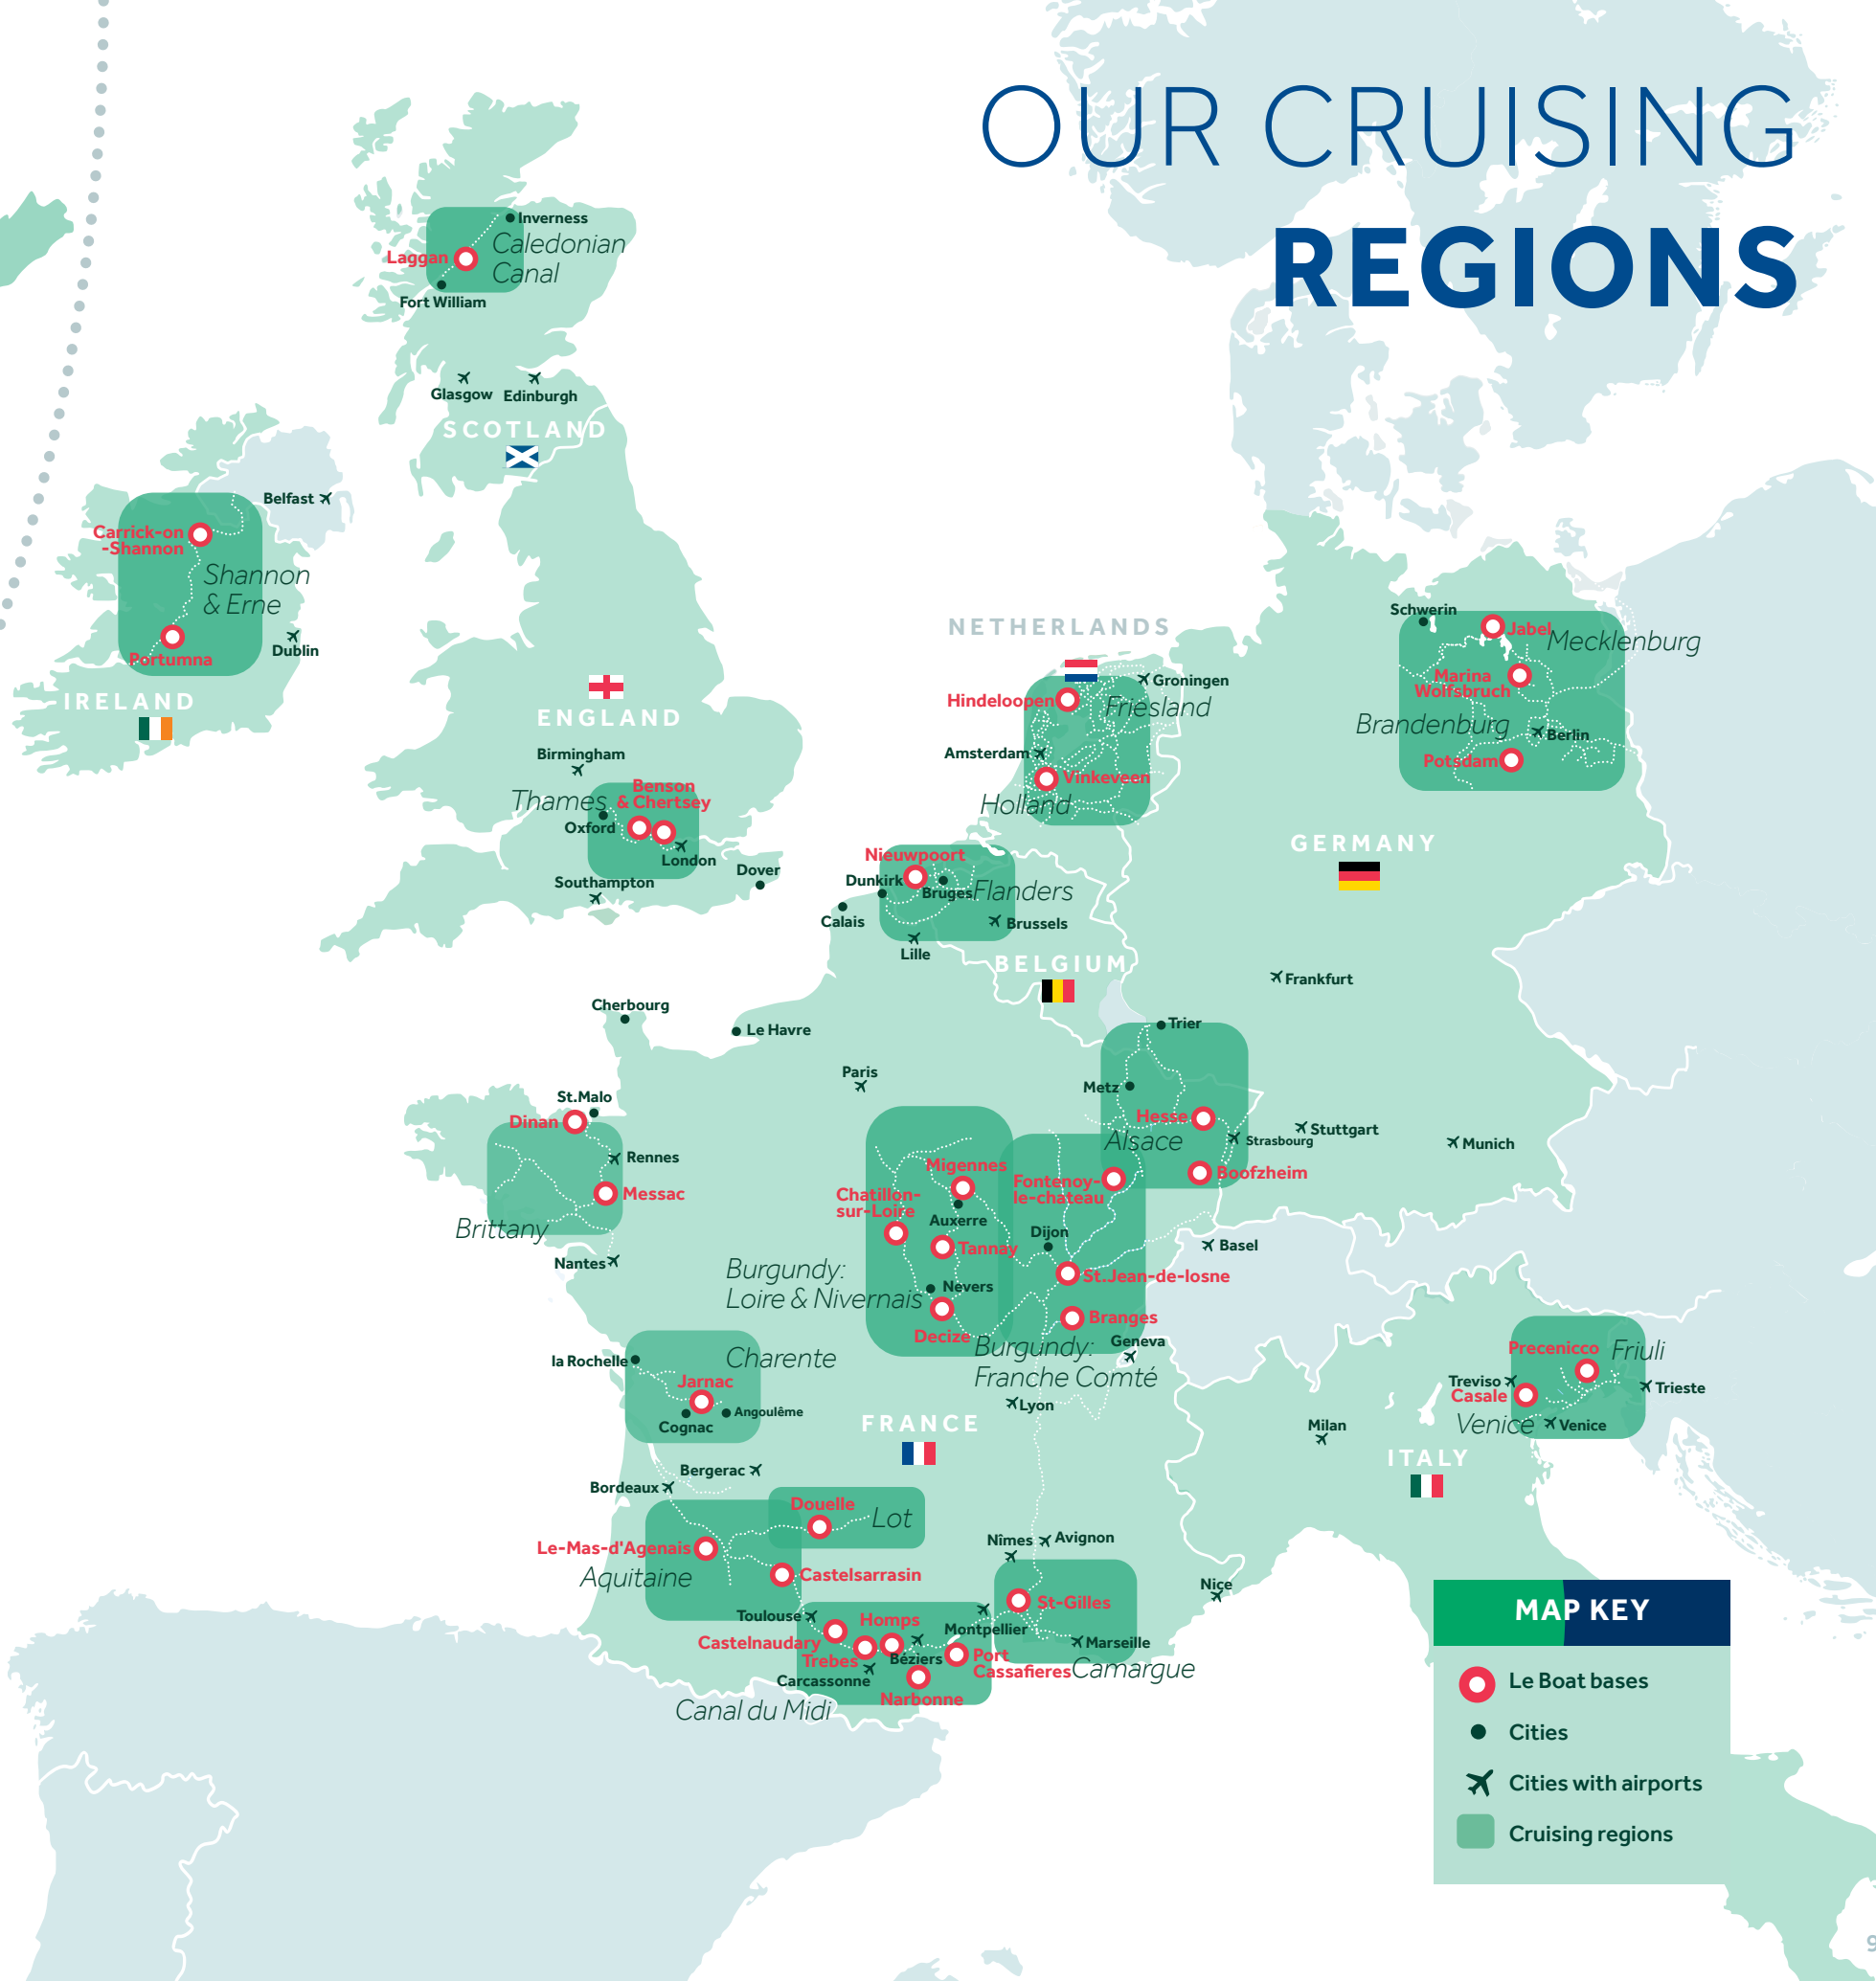 OUR CRUISING
REGIONS
Inverness
Caledonian
Canal
Laggan
Fort William
Glasgow
Edinburgh
SCOTLAND
Belfast
Carrick-on
-Shannon
Shannon
& Erne
Dublin
Portumna
IRELAND
ENGLAND
Birmingham
Benson
& Chertsey
Thames
Oxford
London
Dover
Southampton
NETHERLANDS
Groningen
Hindeloopen
Friesland
Amsterdam
Vinkeveen
Holland
Schwerin
Jabel
Mecklenburg
Marina
Wolfsbruch
Brandenburg
Berlin
Potsdam
GERMANY
Nieuwpoort
Dunkirk
Bruges
Flanders
Calais
Brussels
Lille
BELGIUM
Frankfurt
Cherbourg
Le Havre
Trier
Paris
Metz
St.Malo
Dinan
Hesse
Alsace
Strasbourg
Stuttgart
Munich
Rennes
Messac
Boofzheim
Brittany
Nantes
Migennes
Fontenoy-
le-chateau
Chatillon-
sur-Loire
Auxerre
Dijon
Tannay
Basel
Burgundy:
Loire & Nivernais
Nevers
St.Jean-de-losne
Decize
Branges
Geneva
Burgundy:
Franche Comté
Lyon
la Rochelle
Charente
Jarnac
Cognac
Angoulême
FRANCE
Precenicco
Friuli
Treviso
Casale
Trieste
Venice
Venice
Milan
ITALY
Bergerac
Bordeaux
Douelle
Lot
Le-Mas-d'Agenais
Aquitaine
Castelsarrasin
Nîmes
Avignon
Nice
St-Gilles
Toulouse
Homps
Montpellier
Marseille
Castelnaudary
Trebes
Béziers
Port
Cassafieres
Camargue
Carcassonne
Narbonne
Canal du Midi
MAP KEY
Le Boat bases
Cities
Cities with airports
Cruising regions
9